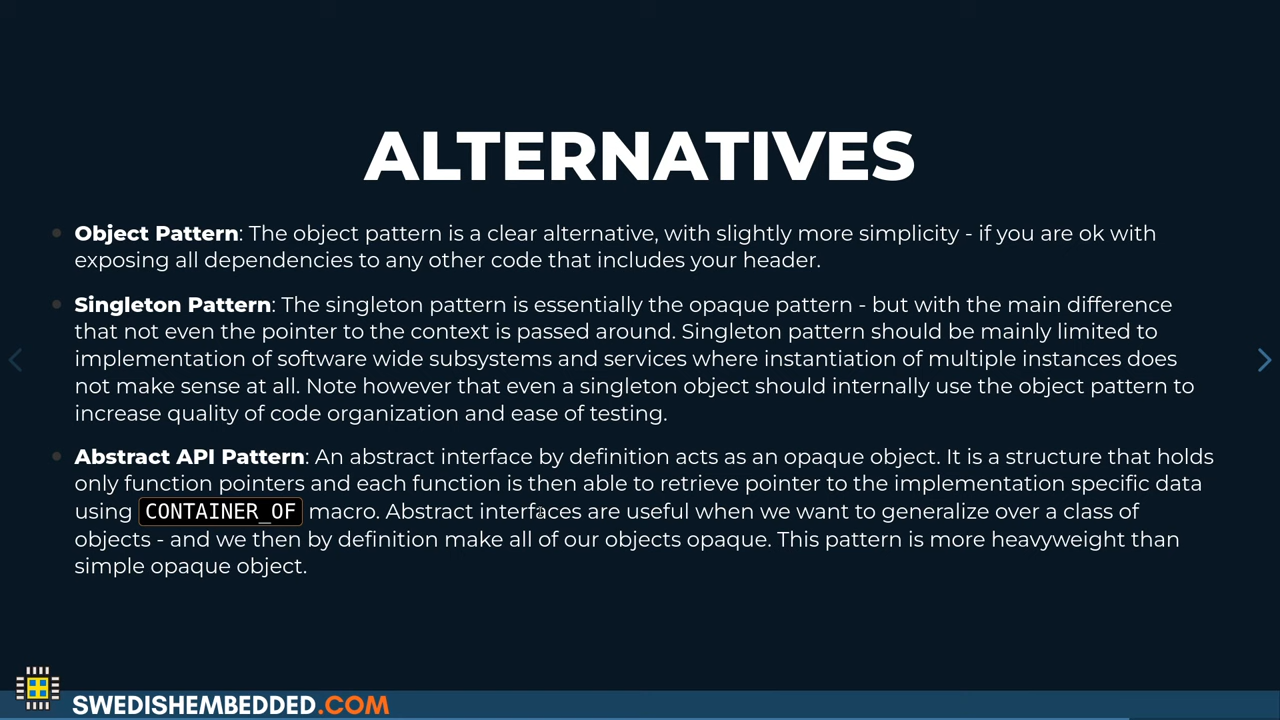 ALTERNATIVES
Object Pattern: The object pattern is a clear alternative, with slightly more simplicity - if you are ok with
exposing all dependencies to any other code that includes your header.
Singleton Pattern: The singleton pattern is essentially the opaque pattern - but with the main difference
that not even the pointer to the context is passed around. Singleton pattern should be mainly limited to
implementation of software wide subsystems and services where instantiation of multiple instances does
not make sense at all. Note however that even a singleton object should internally use the object pattern to
increase quality of code organization and ease of testing.
Abstract API Pattern: An abstract interface by definition acts as an opaque object. It is a structure that holds
only function pointers and each function is then able to retrieve pointer to the implementation specific data
using CONTAINER_OF macro. Abstract interfaces are useful when we want to generalize over a class of
objects - and we then by definition make all of our objects opaque. This pattern is more heavyweight than
simple opaque object.
SWEDISHEMBEDDED.COM